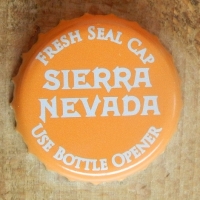 FRESH SEAL CAP
SIERRA
NEVADA
USE BOTTLE OPENER